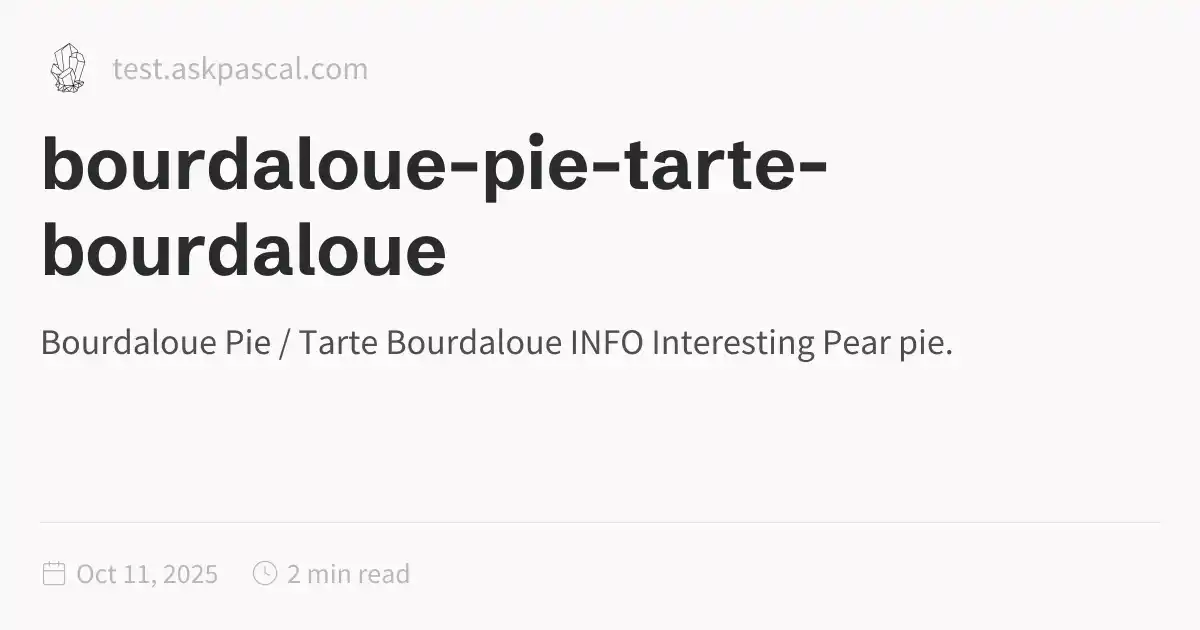 test.askpascal.com
bourdaloue-pie-tarte-
bourdaloue
Bourdaloue Pie / Tarte Bourdaloue INFO Interesting Pear pie.
Oct 11, 2025 2 min read